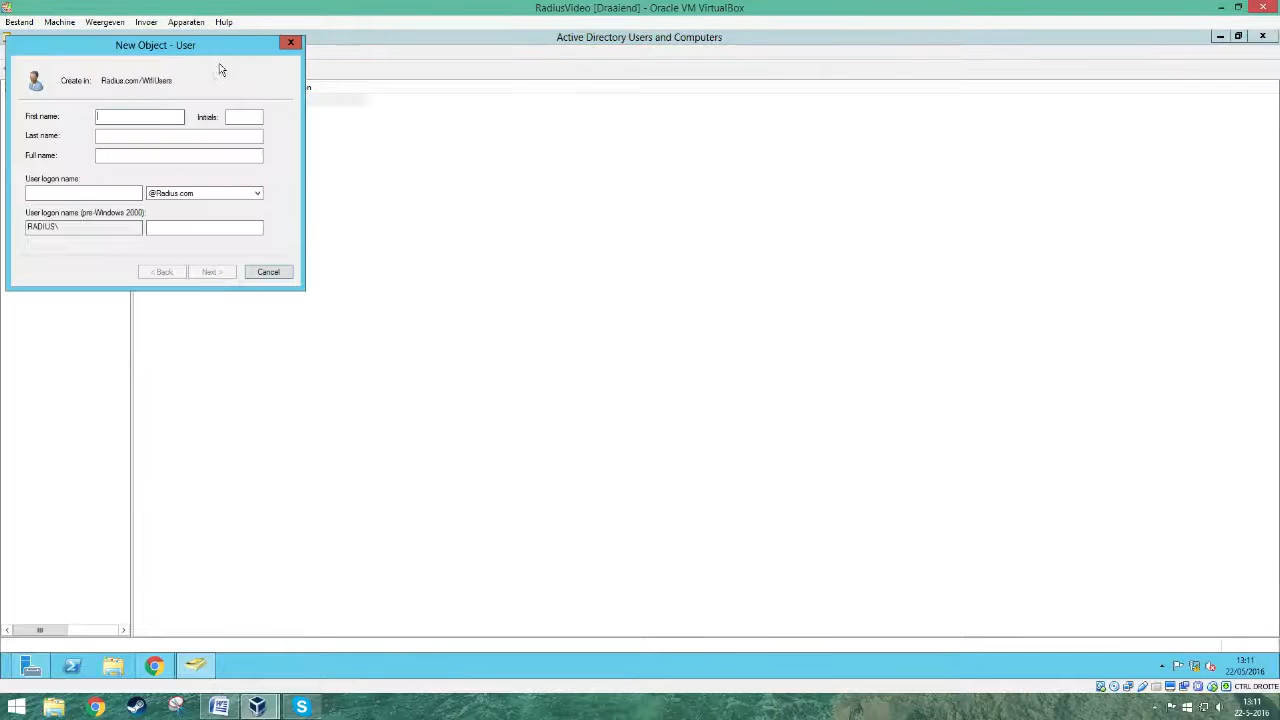 RadiusVideo [Draaiend] - Oracle VM VirtualBox
Bestand Machine Weergeven Invoer Apparaten Hulp
Active Directory Users and Computers
New Object - User
Create in: Radius.com/WifiUsers
First name: Initials:
Last name:
Full name:
User logon name:
@Radius.com
User logon name (pre-Windows 2000):
RADIUS\
< Back Next > Cancel
13:11
22/05/2016
CTRL DROITE
13:11
22-5-2016